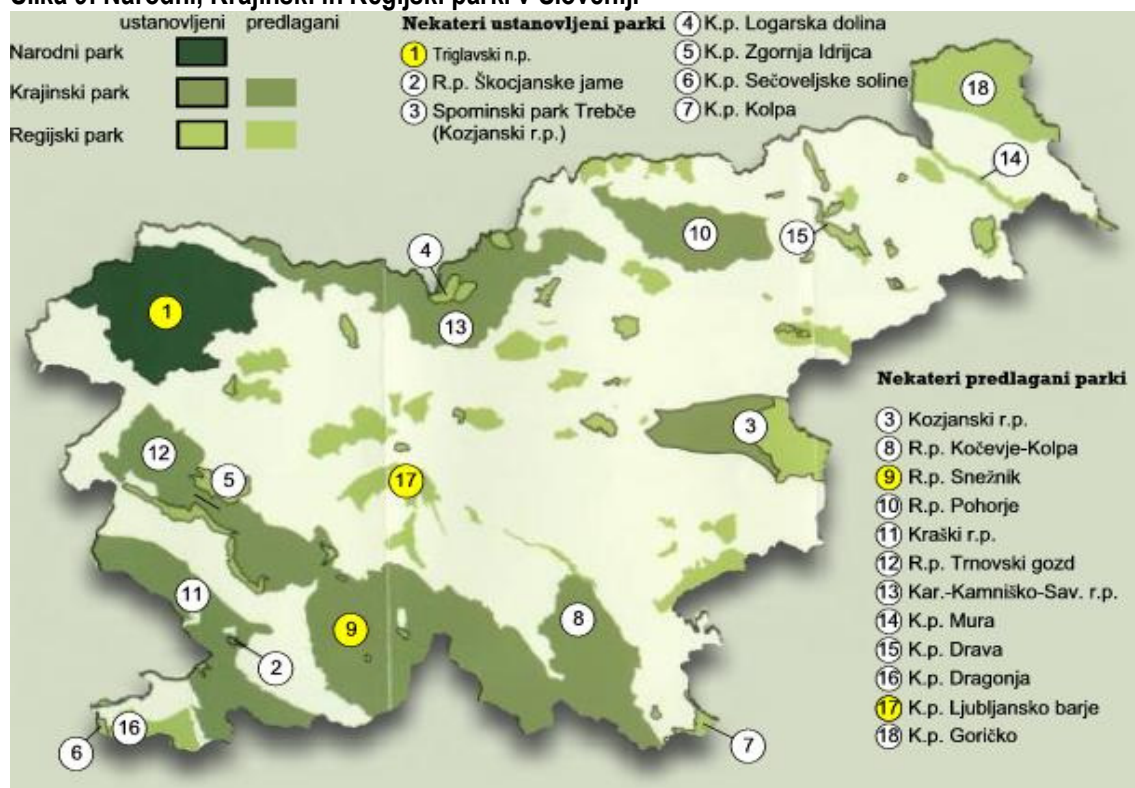 Slika 6: Narodni, Krajinski in Regijski parki v Sloveniji
ustanovljeni predlagani
Narodni park
Krajinski park
Regijski park
Nekateri ustanovljeni parki
1 Triglavski n.p.
2 R.p. Škocjanske jame
3 Spominski park Trebče
(Kozjanski r.p.)
4 K.p. Logarska dolina
5 K.p. Zgornja Idrijca
6 K.p. Sečoveljske soline
7 K.p. Kolpa
18
14
10
15
4
1
13
3
12
5
17
11
9
8
2
16
6
7
Nekateri predlagani parki
3 Kozjanski r.p.
8 R.p. Kočevje-Kolpa
9 R.p. Snežnik
10 R.p. Pohorje
11 Kraški r.p.
12 R.p. Trnovski gozd
13 Kar.-Kamniško-Sav. r.p.
14 K.p. Mura
15 K.p. Drava
16 K.p. Dragonja
17 K.p. Ljubljansko barje
18 K.p. Goričko